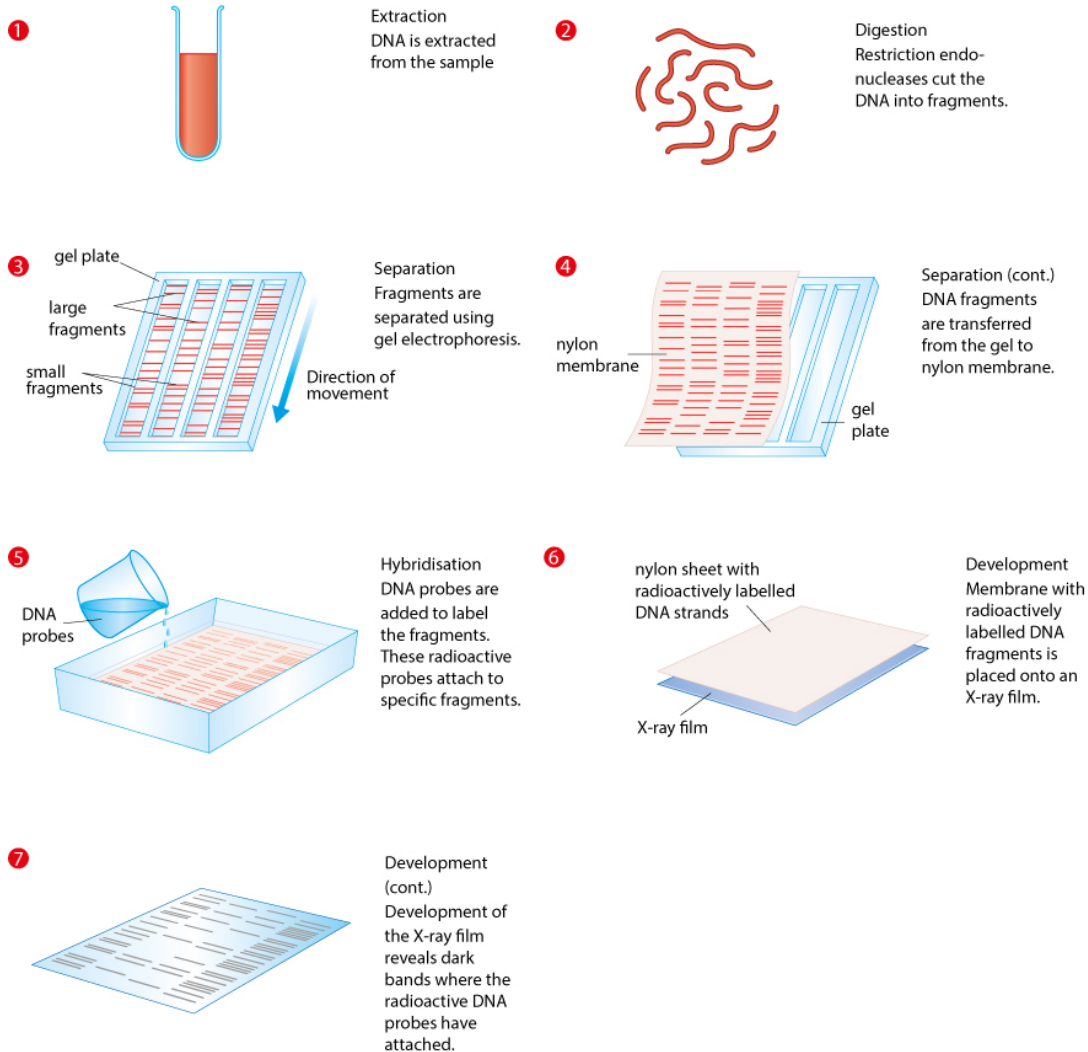 1
Extraction
DNA is extracted
from the sample
2
Digestion
Restriction endo-
nucleases cut the
DNA into fragments.
3
gel plate
large
fragments
small
fragments
Direction of
movement
Separation
Fragments are
separated using
gel electrophoresis.
4
nylon
membrane
gel
plate
Separation (cont.)
DNA fragments
are transferred
from the gel to
nylon membrane.
5
DNA
probes
Hybridisation
DNA probes are
added to label
the fragments.
These radioactive
probes attach to
specific fragments.
6
nylon sheet with
radioactively labelled
DNA strands
X-ray film
Development
Membrane with
radioactively
labelled DNA
fragments is
placed onto an
X-ray film.
7
Development
(cont.)
Development of
the X-ray film
reveals dark
bands where the
radioactive DNA
probes have
attached.